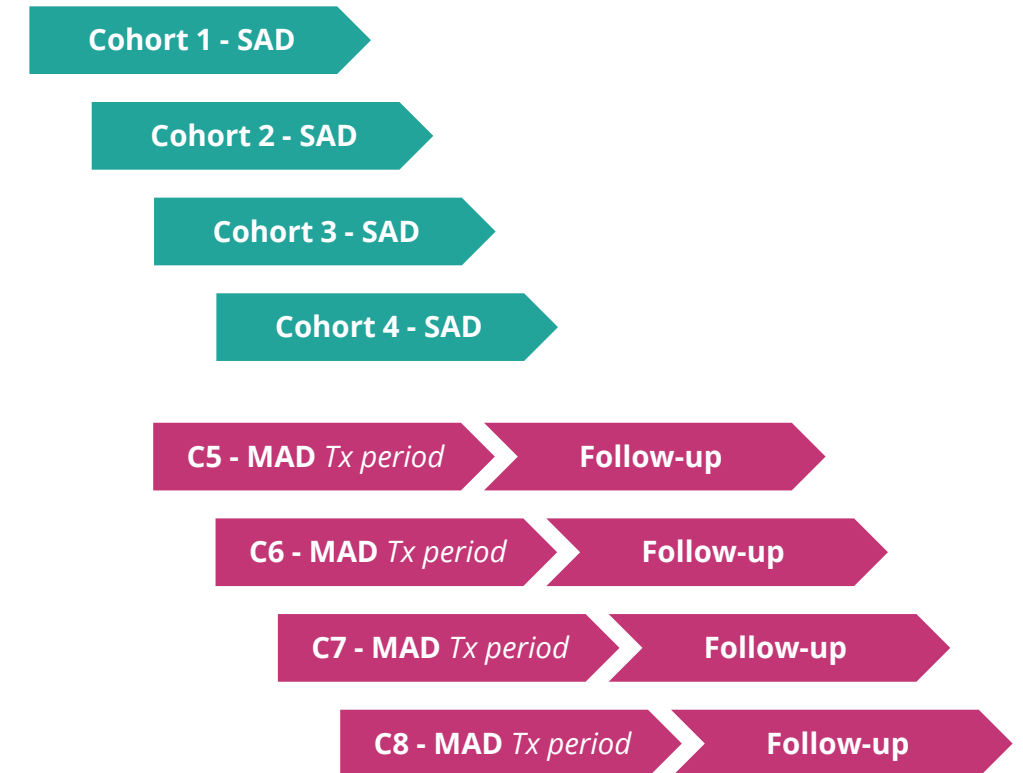 Cohort 1 - SAD
Cohort 2 - SAD
Cohort 3 - SAD
Cohort 4 - SAD
C5 - MAD Tx period Follow-up
C6 - MAD Tx period Follow-up
C7 - MAD Tx period Follow-up
C8 - MAD Tx period Follow-up